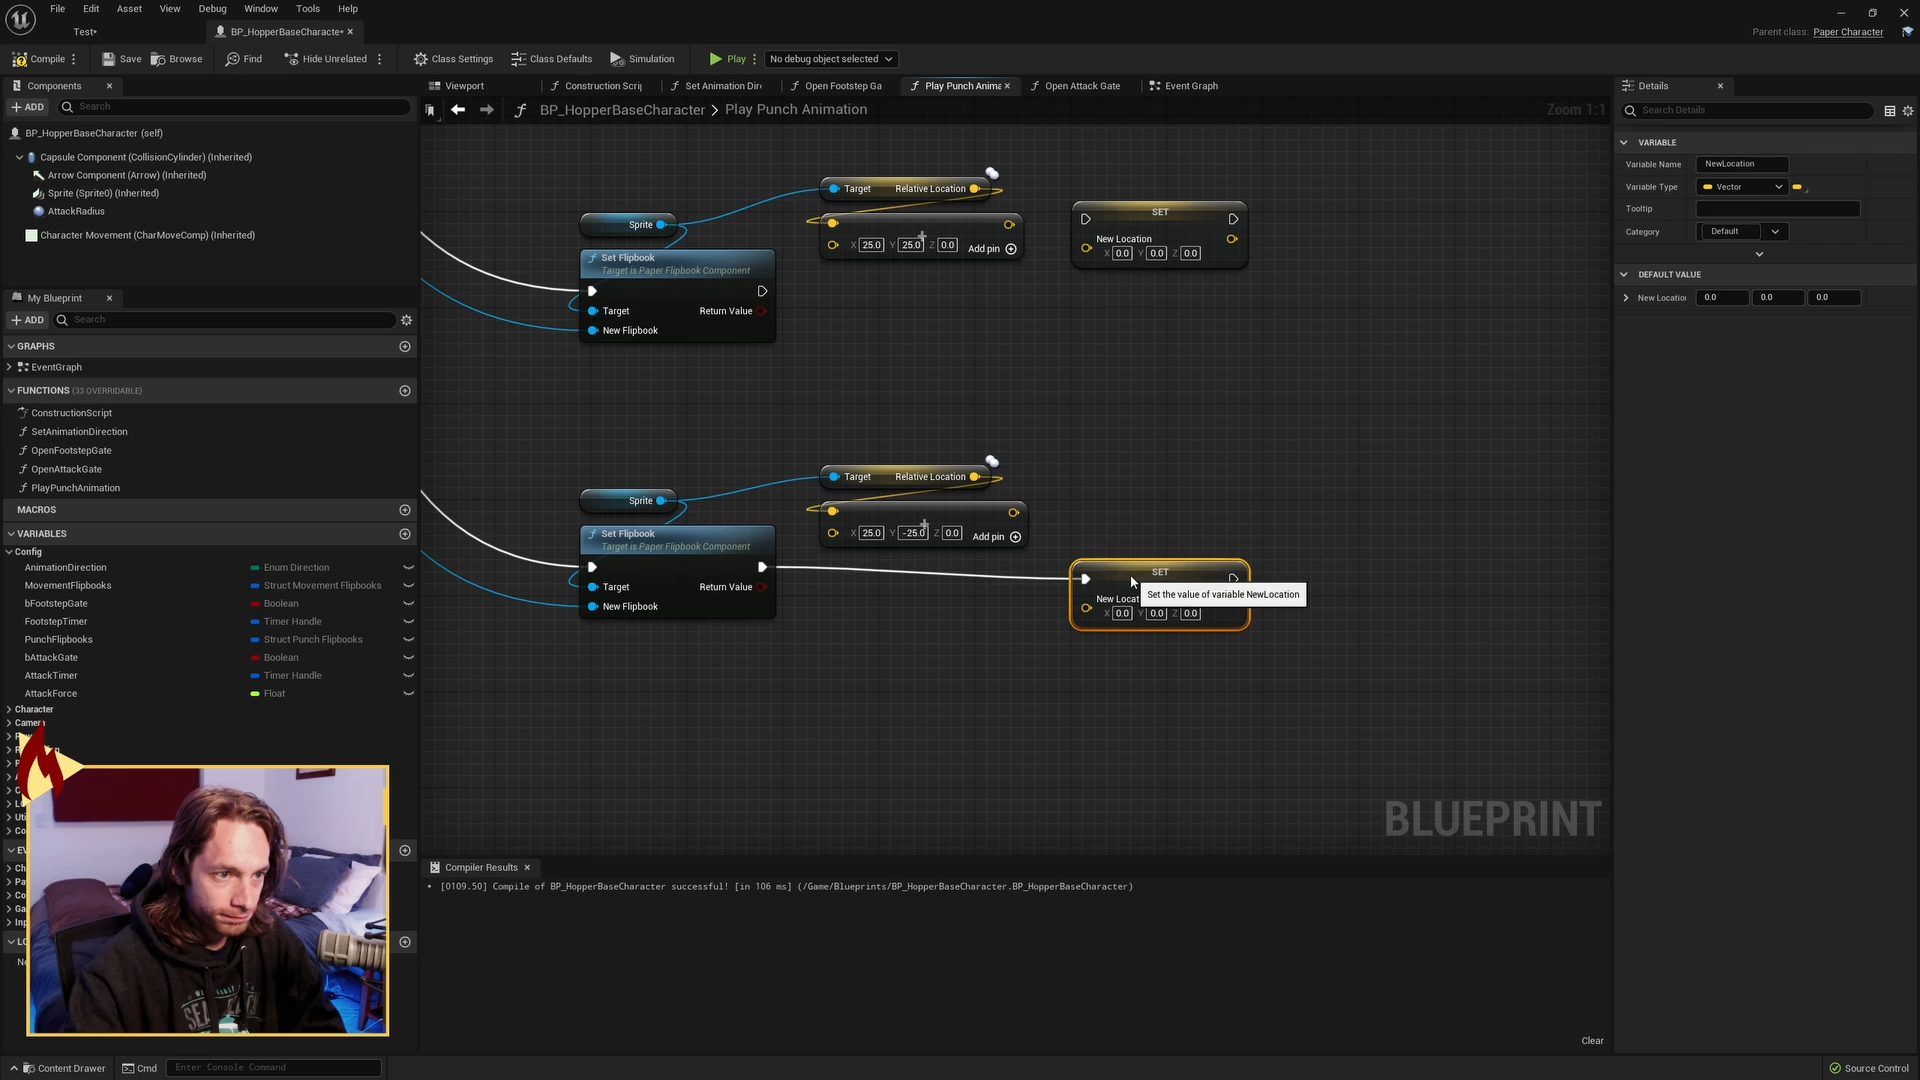 File Edit Asset View Debug Window Tools Help
Test* BP_HopperBaseCharacte* Parent class: Paper Character
Compile Save Browse Find Hide Unrelated Class Settings Class Defaults Simulation Play No debug object selected
Components Viewport Construction Scrip Set Animation Dire Open Footstep Ga Play Punch Anima Open Attack Gate Event Graph Details
ADD Search BP_HopperBaseCharacter Play Punch Animation Zoom 1:1 Search Details
BP_HopperBaseCharacter (self)
Capsule Component (CollisionCylinder) (Inherited)
Arrow Component (Arrow) (Inherited)
Sprite (Sprite0) (Inherited)
AttackRadius
Character Movement (CharMoveComp) (Inherited)
My Blueprint
ADD Search
GRAPHS
EventGraph
FUNCTIONS (33 OVERRIDABLE)
ConstructionScript
SetAnimationDirection
OpenFootstepGate
OpenAttackGate
PlayPunchAnimation
MACROS
VARIABLES
Config
AnimationDirection Enum Direction
MovementFlipbooks Struct Movement Flipbooks
bFootstepGate Boolean
FootstepTimer Timer Handle
PunchFlipbooks Struct Punch Flipbooks
bAttackGate Boolean
AttackTimer Timer Handle
AttackForce Float
Character
Camera
Target Relative Location
Sprite
X 25.0 Y 25.0 Z 0.0 Add pin
Set Flipbook
Target is Paper Flipbook Component
Target Return Value
New Flipbook
SET
New Location
X 0.0 Y 0.0 Z 0.0
Target Relative Location
Sprite
X 25.0 Y -25.0 Z 0.0 Add pin
Set Flipbook
Target is Paper Flipbook Component
Target Return Value
New Flipbook
SET
New Locat
X 0.0 Y 0.0 Z 0.0
Set the value of variable NewLocation
BLUEPRINT
VARIABLE
Variable Name NewLocation
Variable Type Vector
Tooltip
Category Default
DEFAULT VALUE
New Locatio 0.0 0.0 0.0
Compiler Results
[0109.50] Compile of BP_HopperBaseCharacter successful! [in 106 ms] (/Game/Blueprints/BP_HopperBaseCharacter.BP_HopperBaseCharacter)
Clear
Content Drawer Cmd Enter Console Command Source Control